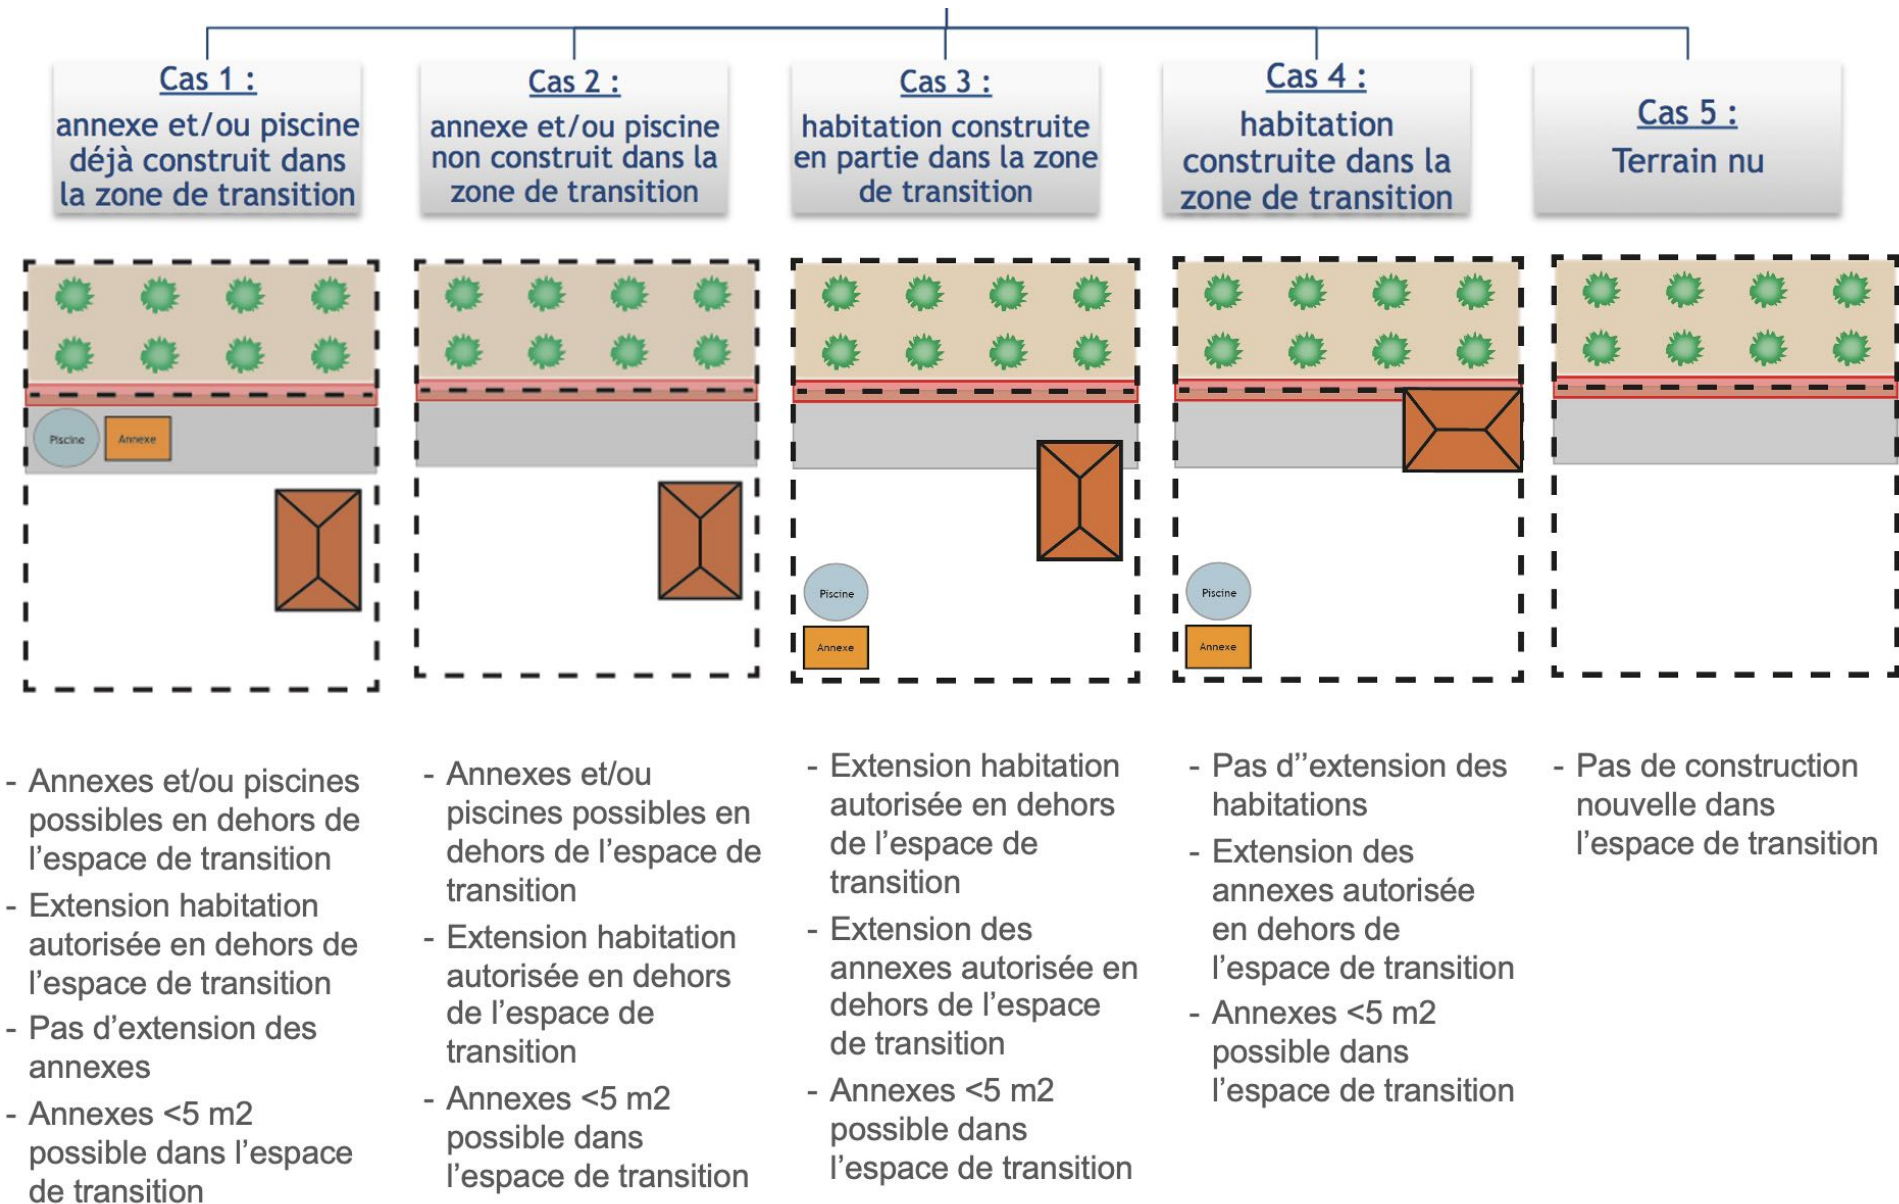 Cas 1 :
annexe et/ou piscine
déjà construit dans
la zone de transition
Cas 2 :
annexe et/ou piscine
non construit dans la
zone de transition
Cas 3 :
habitation construite
en partie dans la zone
de transition
Cas 4 :
habitation
construite dans la
zone de transition
Cas 5 :
Terrain nu
Piscine
Annexe
Piscine
Annexe
Piscine
Annexe
- Annexes et/ou piscines
possibles en dehors de
l'espace de transition
- Extension habitation
autorisée en dehors de
l'espace de transition
- Pas d'extension des
annexes
- Annexes <5 m2
possible dans l'espace
de transition
- Annexes et/ou
piscines possibles en
dehors de l'espace de
transition
- Extension habitation
autorisée en dehors
de l'espace de
transition
- Annexes <5 m2
possible dans
l'espace de transition
- Extension habitation
autorisée en dehors
de l'espace de
transition
- Extension des
annexes autorisée en
dehors de l'espace
de transition
- Annexes <5 m2
possible dans
l'espace de transition
- Pas d''extension des
habitations
- Extension des
annexes autorisée
en dehors de
l'espace de transition
- Annexes <5 m2
possible dans
l'espace de transition
- Pas de construction
nouvelle dans
l'espace de transition